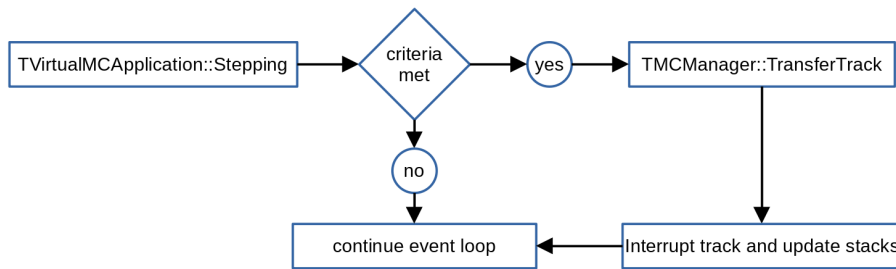 TVirtualMCApplication::Stepping
criteria
met
yes
TMCManager::TransferTrack
no
continue event loop
Interrupt track and update stacks